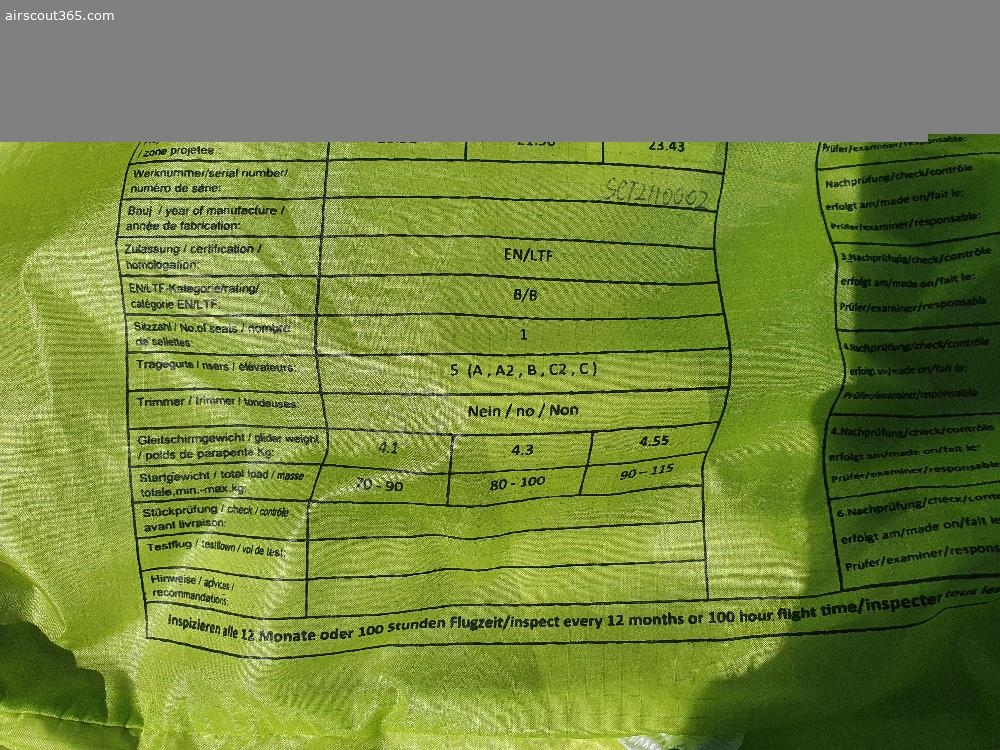 airscout365.com
/zone projetée :
23.43
Werknummer/serial number/
numéro de série:
SCT2110002
Bauj / year of manufacture /
année de fabrication:
Zulassung / certification /
homologation:
EN/LTF
EN/LTF-Kategorie/rating/
catégorie EN/LTF:
B/B
Sitzzahl / No.of seats / nombre
de sellettes:
1
Tragegurte / risers / élévateurs:
5 (A , A2 , B , C2 , C )
Trimmer / trimmer / tondeuses:
Nein / no / Non
Gleitschirmgewicht / glider weight
/ poids de parapente Kg:
4.1
4.3
4.55
Startgewicht / total load / masse
totale,min.-max.kg:
70 - 90
80 - 100
90 - 115
Stückprüfung / check / contrôle
avant livraison:
Testflug / testflown / vol de test:
Hinweise / advices /
recommandations:
Inspizieren alle 12 Monate oder 100 Stunden Flugzeit/inspect every 12 months or 100 hour flight time/inspecter tous les
Prüfer/examiner/responsable:
Nachprüfung/check/contrôle
erfolgt am/made on/fait le:
Prüfer/examiner/responsable:
3.Nachprüfung/check/contrôle
erfolgt am/made on/fait le:
Prüfer/examiner/responsable
4.Nachprüfung/check/contrôle
erfolgt am/made on/fait le:
Prüfer/examiner/responsable
4.Nachprüfung/check/contrôle
erfolgt am/made on/fait le:
Prüfer/examiner/responsable
6.Nachprüfung/check/cont
erfolgt am/made on/fait le
Prüfer/examiner/respons